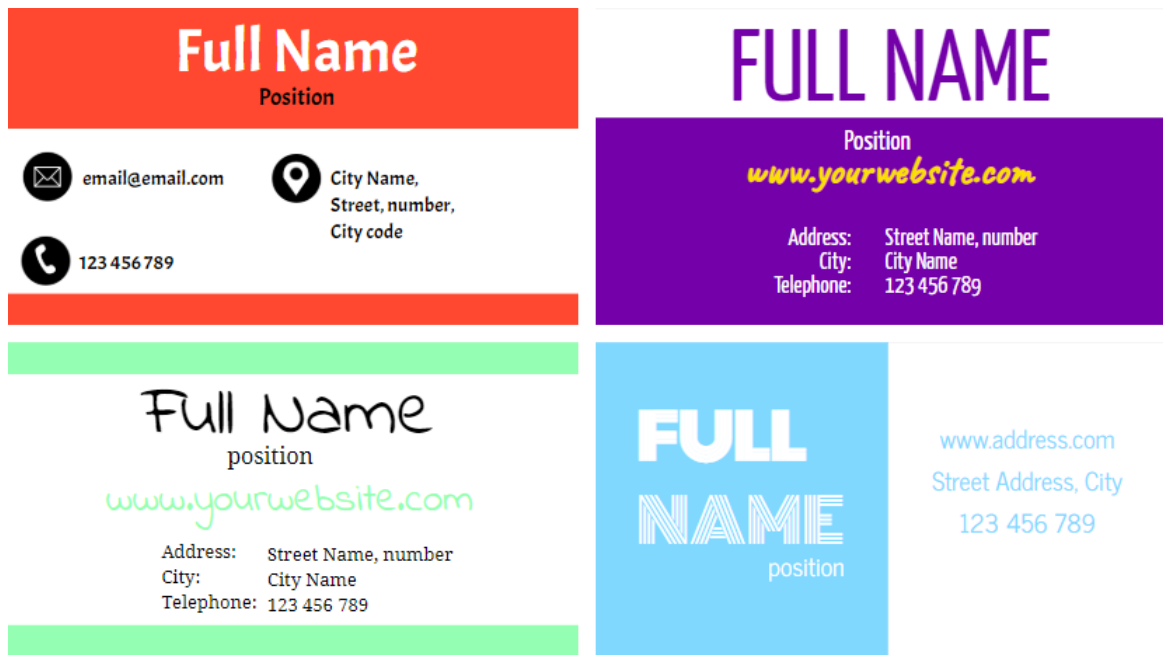 Full Name
Position
email@email.com
City Name,
Street, number,
City code
123 456 789
FULL NAME
Position
www.yourwebsite.com
Address: Street Name, number
City: City Name
Telephone: 123 456 789
Full Name
position
www.yourwebsite.com
Address: Street Name, number
City: City Name
Telephone: 123 456 789
FULL
NAME
position
www.address.com
Street Address, City
123 456 789